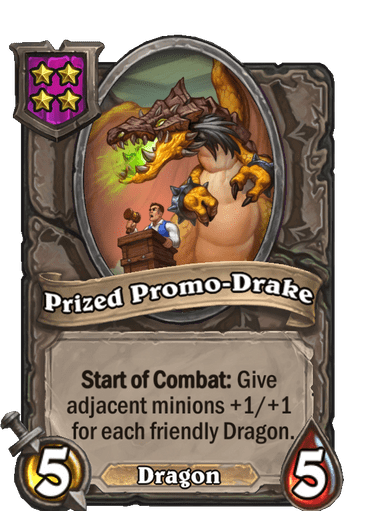 Prized Promo-Drake
Start of Combat: Give
adjacent minions +1/+1
for each friendly Dragon.
5
Dragon
5